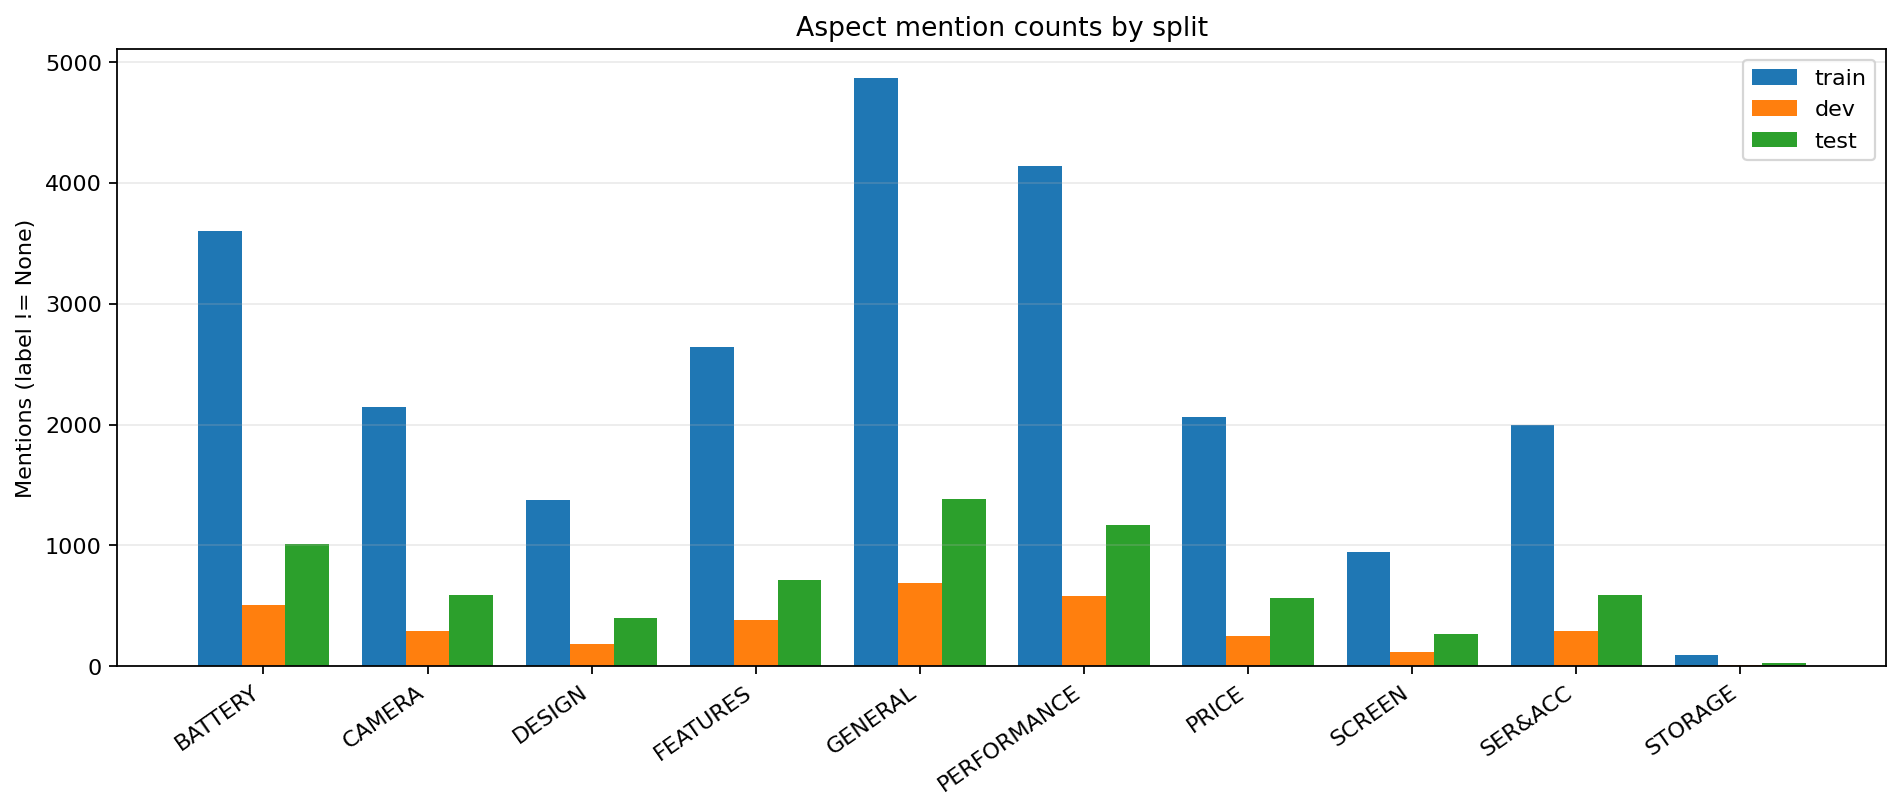 Aspect mention counts by split
Mentions (label != None)
5000
4000
3000
2000
1000
0
train
dev
test
BATTERY
CAMERA
DESIGN
FEATURES
GENERAL
PERFORMANCE
PRICE
SCREEN
SER&ACC
STORAGE